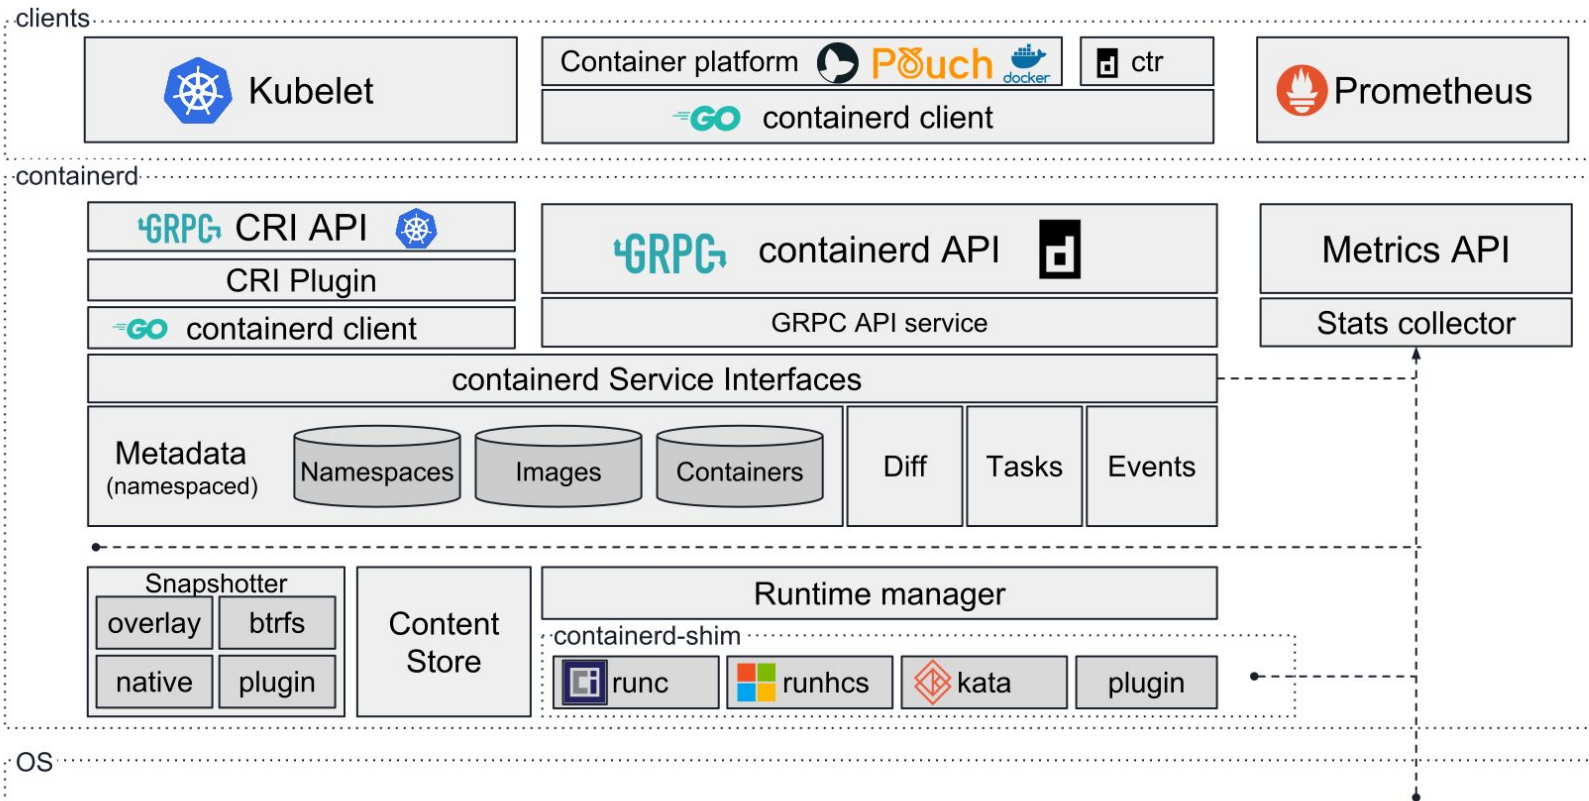 clients
Kubelet
Container platform Pouch docker
ctr
GO containerd client
Prometheus
containerd
GRPC CRI API
CRI Plugin
GO containerd client
GRPC containerd API d
GRPC API service
Metrics API
Stats collector
containerd Service Interfaces
Metadata
(namespaced)
Namespaces
Images
Containers
Diff
Tasks
Events
Snapshotter
overlay
btrfs
native
plugin
Content
Store
Runtime manager
containerd-shim
Ci runc
runhcs
kata
plugin
OS